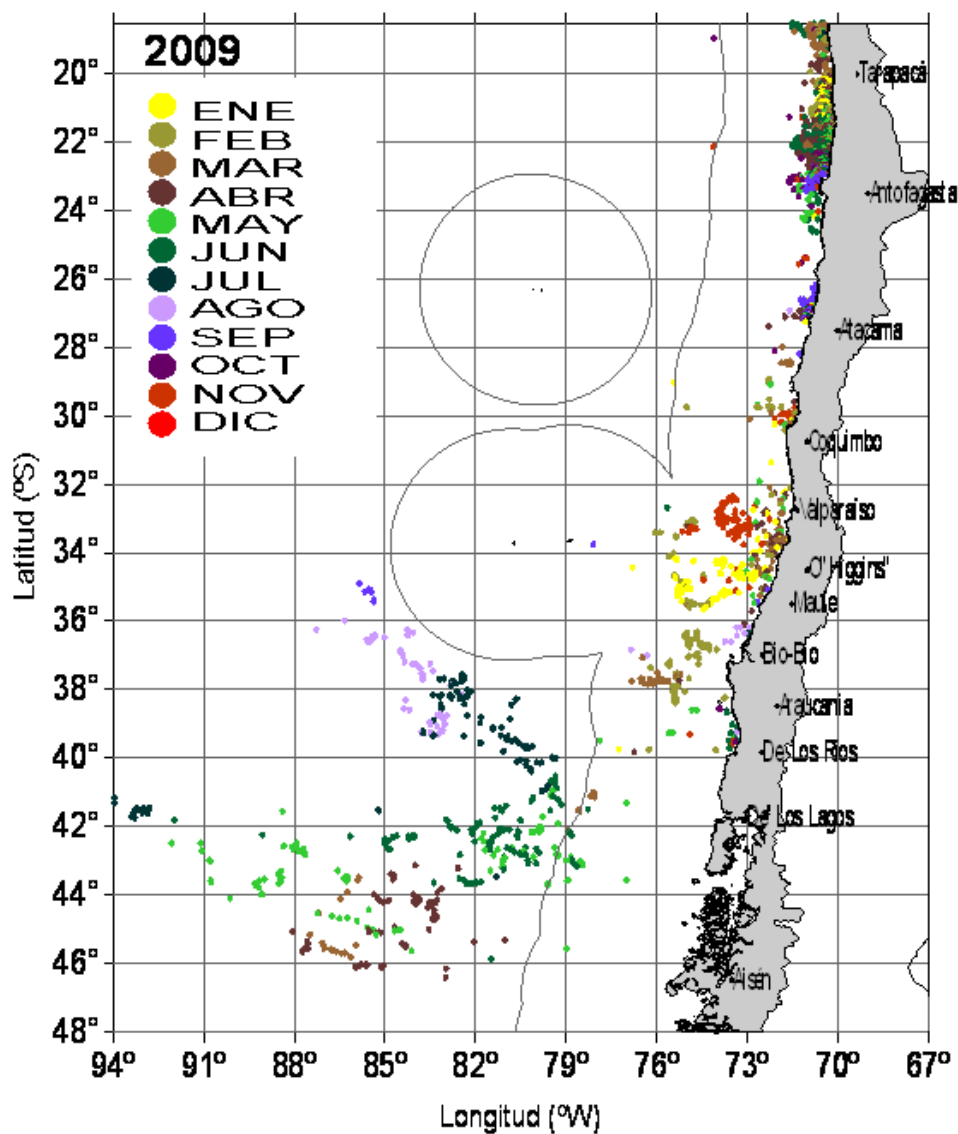 2009
ENE
FEB
MAR
ABR
MAY
JUN
JUL
AGO
SEP
OCT
NOV
DIC
20°
22°
24°
26°
28°
30°
32°
34°
36°
38°
40°
42°
44°
46°
48°
Latitud (ºS)
Tarapacá
Antofagasta
Atacama
Coquimbo
Valparaíso
O'Higgins"
Maule
Bio-Bio
Araucanía
De Los Ríos
De Los Lagos
Aisén
94° 91° 88° 85° 82° 79° 76° 73° 70° 67°
Longitud (ºW)